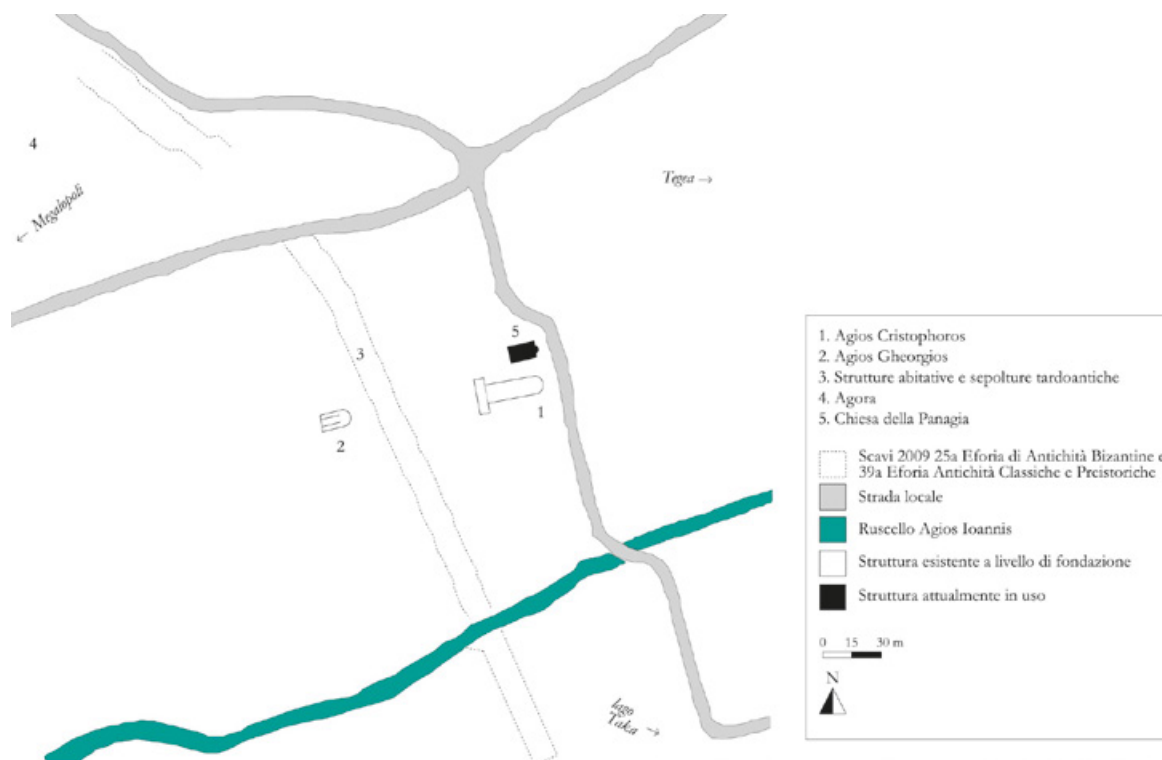 4
← Megalopoli
Tegea →
3
5
1
2
lago
Taka →
1. Agios Cristophoros
2. Agios Gheorgios
3. Strutture abitative e sepolture tardoantiche
4. Agora
5. Chiesa della Panagia
Scavi 2009 25a Eforia di Antichità Bizantine e
39a Eforia Antichità Classiche e Preistoriche
Strada locale
Ruscello Agios Ioannis
Struttura esistente a livello di fondazione
Struttura attualmente in uso
0 15 30 m
N